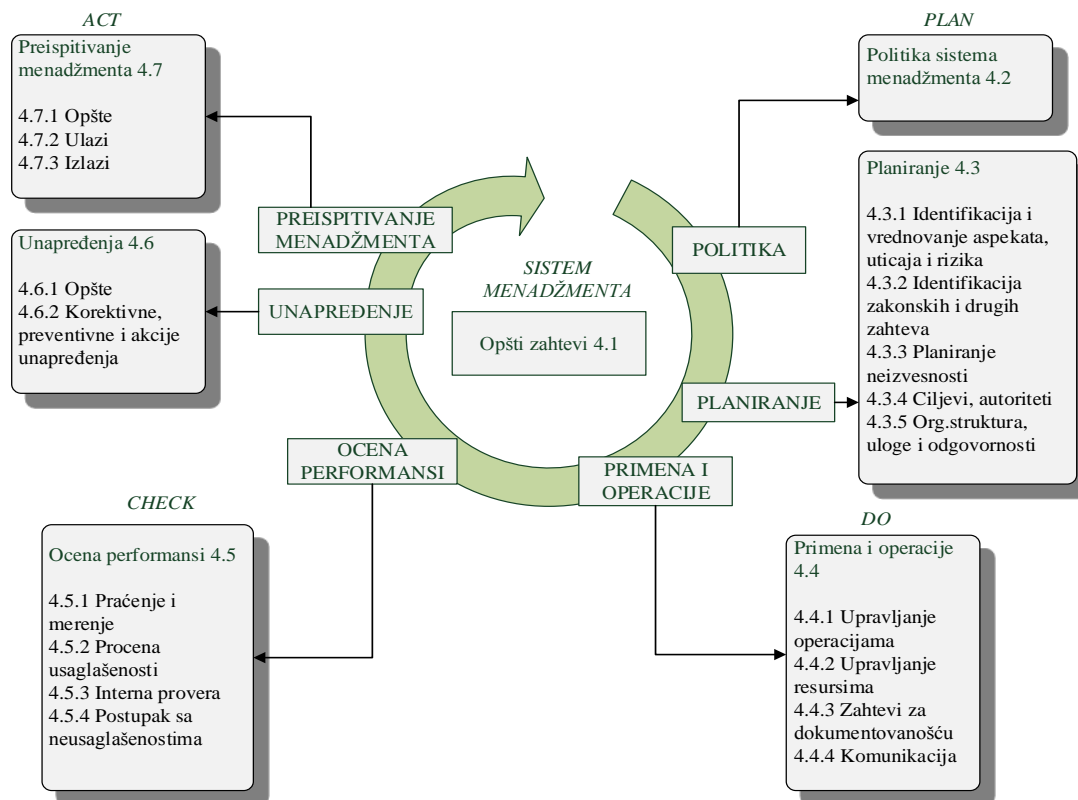 ACT
Preispitivanje
menadžmenta 4.7
4.7.1 Opšte
4.7.2 Ulazi
4.7.3 Izlazi
Unapređenja 4.6
4.6.1 Opšte
4.6.2 Korektivne,
preventivne i akcije
unapređenja
PREISPITIVANJE
MENADŽMENTA
UNAPREĐENJE
OCENA
PERFORMANSI
SISTEM
MENADŽMENTA
Opšti zahtevi 4.1
POLITIKA
PLANIRANJE
PRIMENA I
OPERACIJE
PLAN
Politika sistema
menadžmenta 4.2
Planiranje 4.3
4.3.1 Identifikacija i
vrednovanje aspekata,
uticaja i rizika
4.3.2 Identifikacija
zakonskih i drugih
zahteva
4.3.3 Planiranje
neizvesnosti
4.3.4 Ciljevi, autoriteti
4.3.5 Org.struktura,
uloge i odgovornosti
CHECK
Ocena performansi 4.5
4.5.1 Praćenje i
merenje
4.5.2 Procena
usaglašenosti
4.5.3 Interna provera
4.5.4 Postupak sa
neusaglašenostima
DO
Primena i operacije
4.4
4.4.1 Upravljanje
operacijama
4.4.2 Upravljanje
resursima
4.4.3 Zahtevi za
dokumentovanošću
4.4.4 Komunikacija